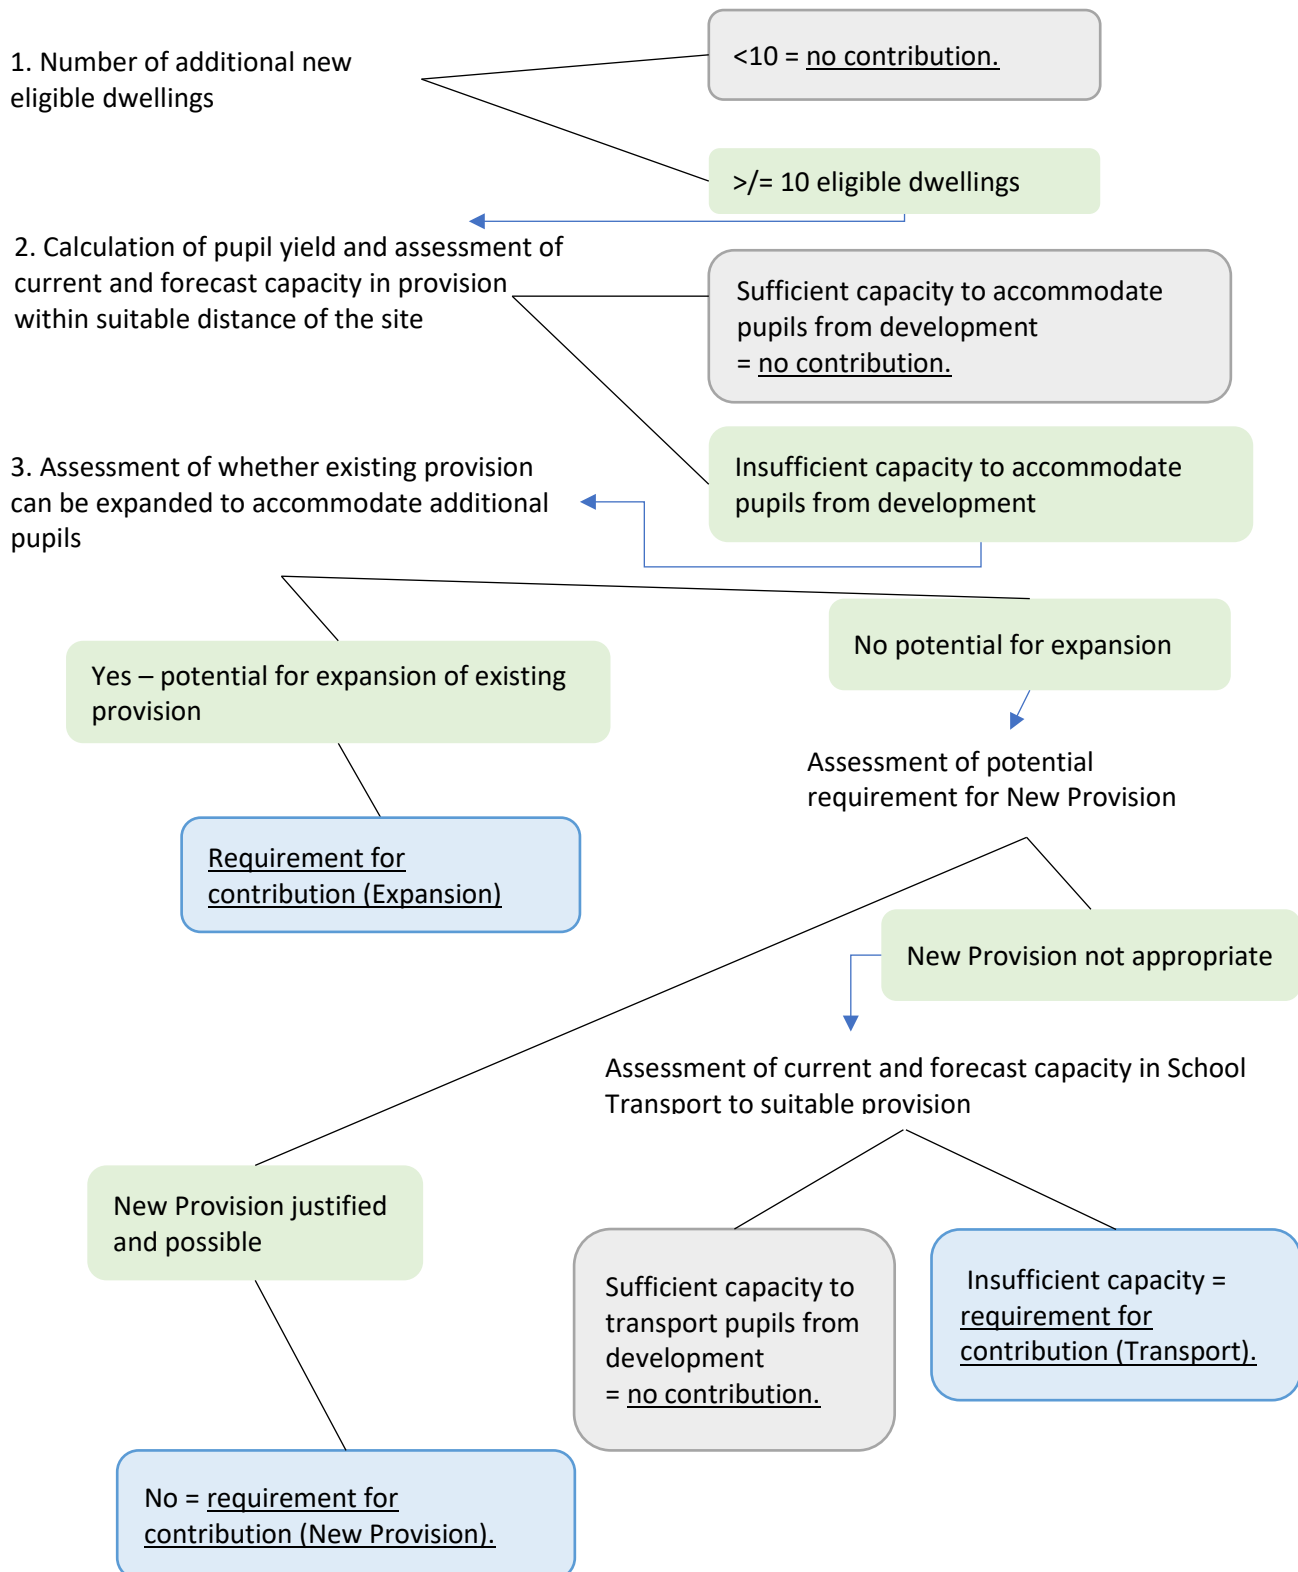 1. Number of additional new
eligible dwellings
<10 = no contribution.
>/= 10 eligible dwellings
2. Calculation of pupil yield and assessment of
current and forecast capacity in provision
within suitable distance of the site
Sufficient capacity to accommodate
pupils from development
= no contribution.
Insufficient capacity to accommodate
pupils from development
3. Assessment of whether existing provision
can be expanded to accommodate additional
pupils
Yes – potential for expansion of existing
provision
No potential for expansion
Requirement for
contribution (Expansion)
Assessment of potential
requirement for New Provision
New Provision not appropriate
Assessment of current and forecast capacity in School
Transport to suitable provision
New Provision justified
and possible
Sufficient capacity to
transport pupils from
development
= no contribution.
Insufficient capacity =
requirement for
contribution (Transport).
No = requirement for
contribution (New Provision).